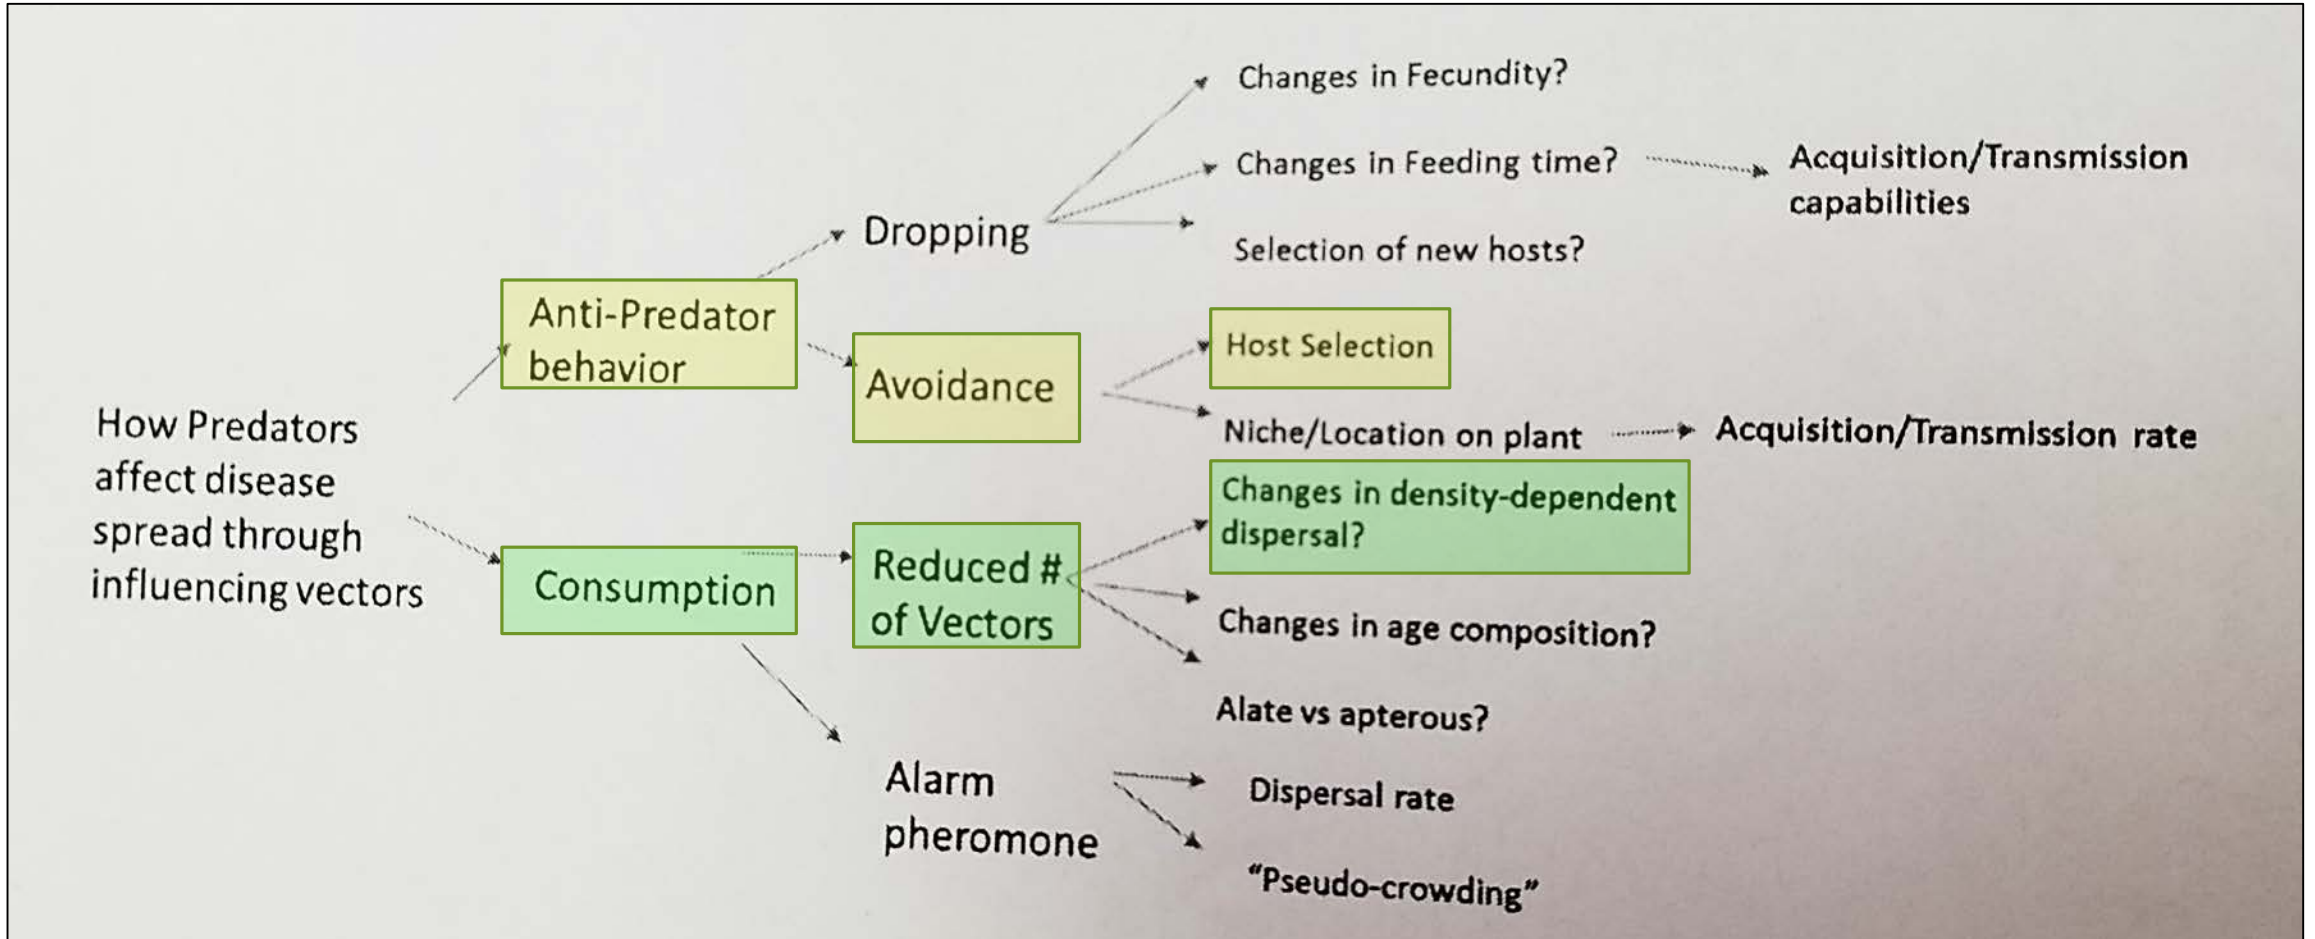 How Predators
affect disease
spread through
influencing vectors
Anti-Predator
behavior
Consumption
Dropping
Avoidance
Reduced #
of Vectors
Alarm
pheromone
Changes in Fecundity?
Changes in Feeding time?
Selection of new hosts?
Host Selection
Niche/Location on plant
Changes in density-dependent
dispersal?
Changes in age composition?
Alate vs apterous?
Dispersal rate
“Pseudo-crowding”
Acquisition/Transmission
capabilities
Acquisition/Transmission rate